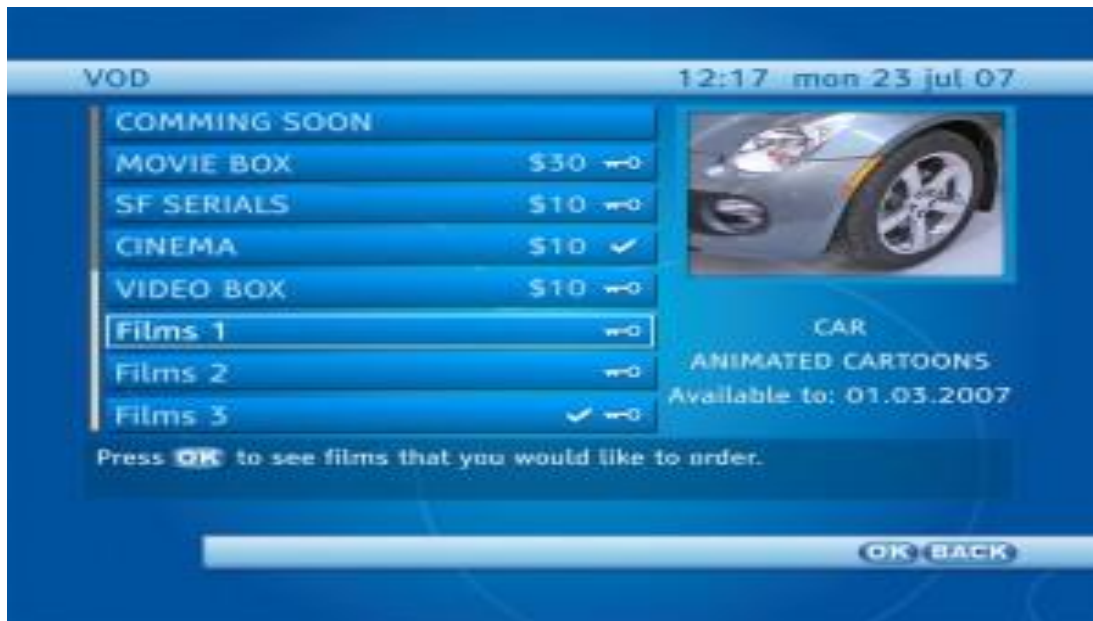 VOD 12:17 mon 23 jul 07
COMMING SOON
MOVIE BOX $30
SF SERIALS $10
CINEMA $10
VIDEO BOX $10
Films 1
Films 2
Films 3
CAR
ANIMATED CARTOONS
Available to: 01.03.2007
Press OK to see films that you would like to order.
OK BACK